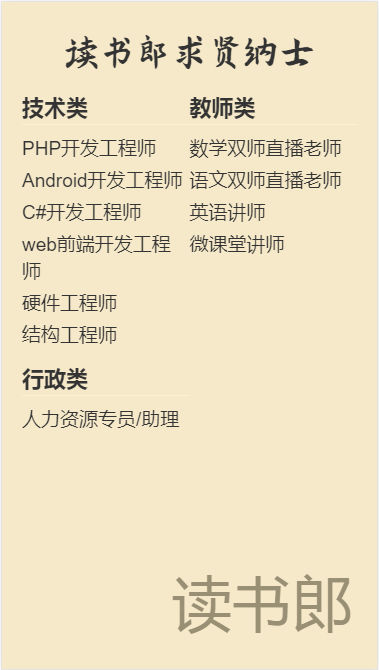 读书郎求贤纳士
技术类
PHP开发工程师
Android开发工程师
C#开发工程师
web前端开发工程
师
硬件工程师
结构工程师
行政类
人力资源专员/助理
教师类
数学双师直播老师
语文双师直播老师
英语讲师
微课堂讲师
读书郎